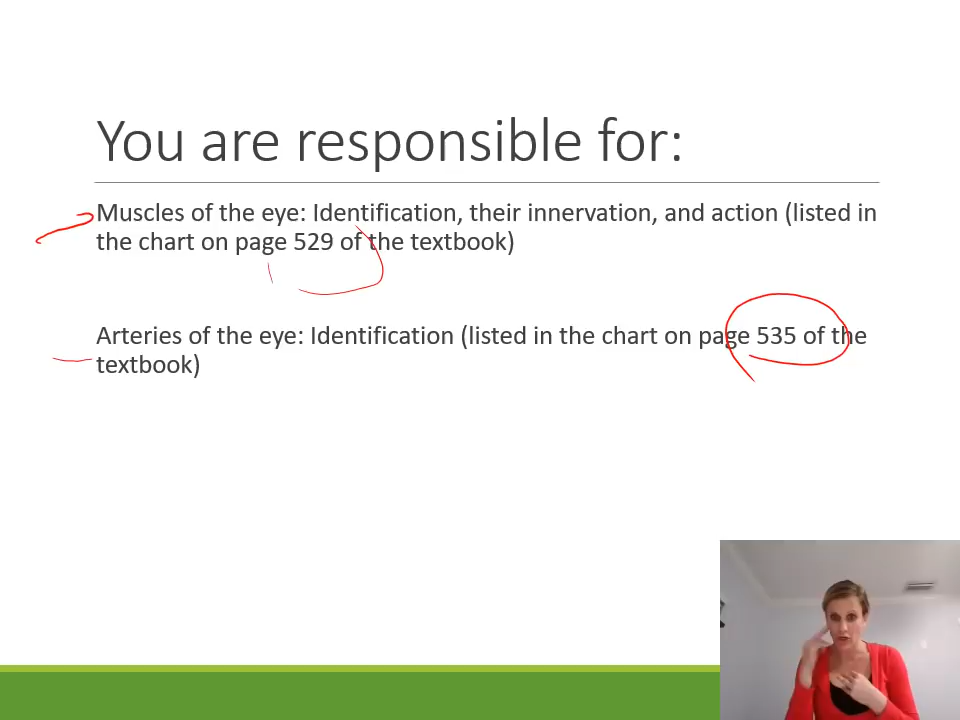 You are responsible for:
Muscles of the eye: Identification, their innervation, and action (listed in
the chart on page 529 of the textbook)
Arteries of the eye: Identification (listed in the chart on page 535 of the
textbook)